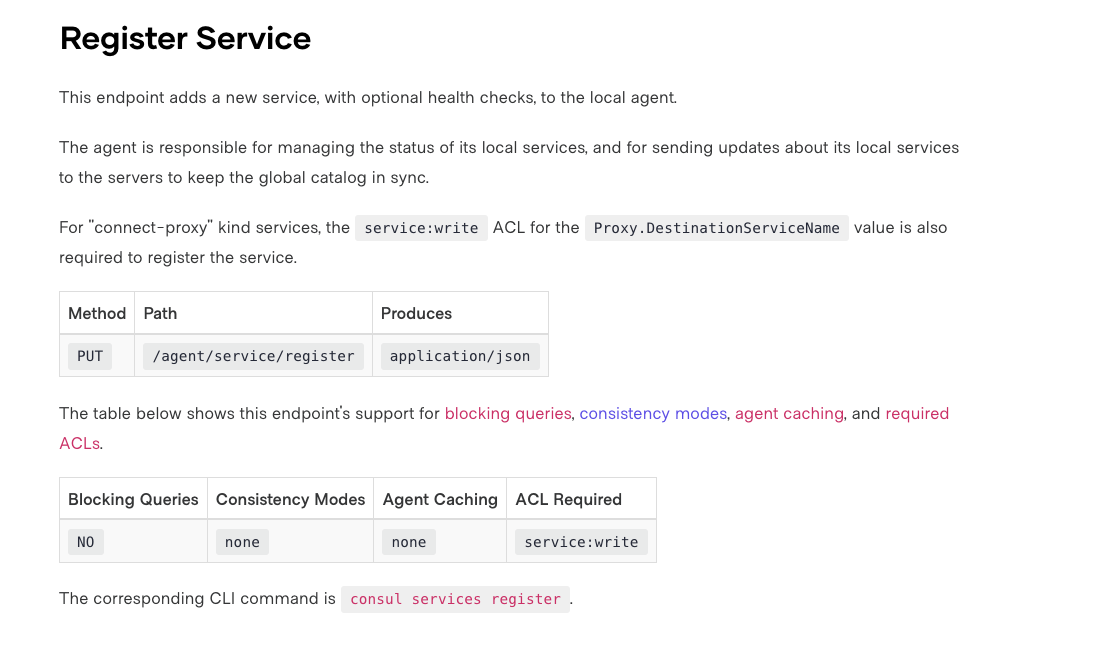 Register Service
This endpoint adds a new service, with optional health checks, to the local agent.
The agent is responsible for managing the status of its local services, and for sending updates about its local services
to the servers to keep the global catalog in sync.
For "connect-proxy" kind services, the service:write ACL for the Proxy.DestinationServiceName value is also
required to register the service.
Method Path Produces
PUT /agent/service/register application/json
The table below shows this endpoint's support for blocking queries, consistency modes, agent caching, and required
ACLs.
Blocking Queries Consistency Modes Agent Caching ACL Required
NO none none service:write
The corresponding CLI command is consul services register.